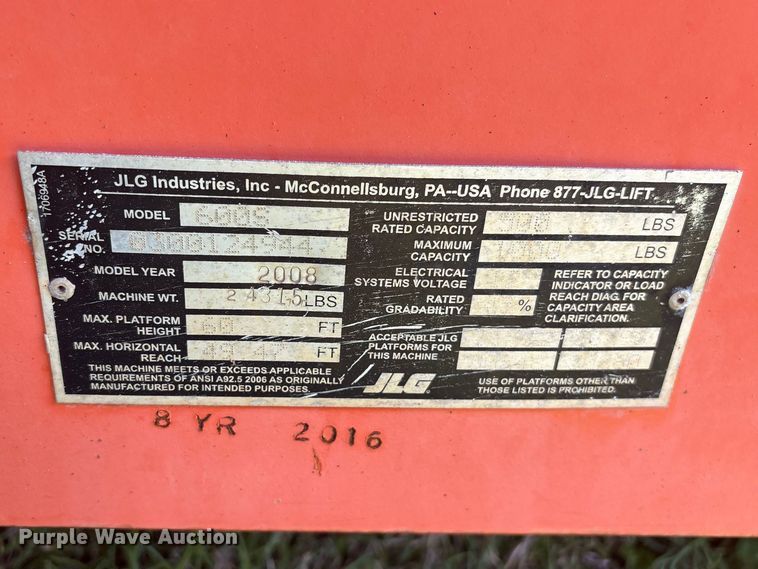 1706948A
JLG Industries, Inc - McConnellsburg, PA--USA Phone 877-JLG-LIFT
MODEL 600S
SERIAL NO. 0300124944
MODEL YEAR 2008
MACHINE WT. 24315 LBS
MAX. PLATFORM HEIGHT 60 FT
MAX. HORIZONTAL REACH FT
THIS MACHINE MEETS OR EXCEEDS APPLICABLE
REQUIREMENTS OF ANSI A92.5 2006 AS ORIGINALLY
MANUFACTURED FOR INTENDED PURPOSES.
UNRESTRICTED RATED CAPACITY LBS
MAXIMUM CAPACITY LBS
ELECTRICAL SYSTEMS VOLTAGE
RATED GRADABILITY %
REFER TO CAPACITY
INDICATOR OR LOAD
REACH DIAG. FOR
CAPACITY AREA
CLARIFICATION.
ACCEPTABLE JLG
PLATFORMS FOR
THIS MACHINE
JLG
USE OF PLATFORMS OTHER THAN
THOSE LISTED IS PROHIBITED.
8 YR 2016
Purple Wave Auction